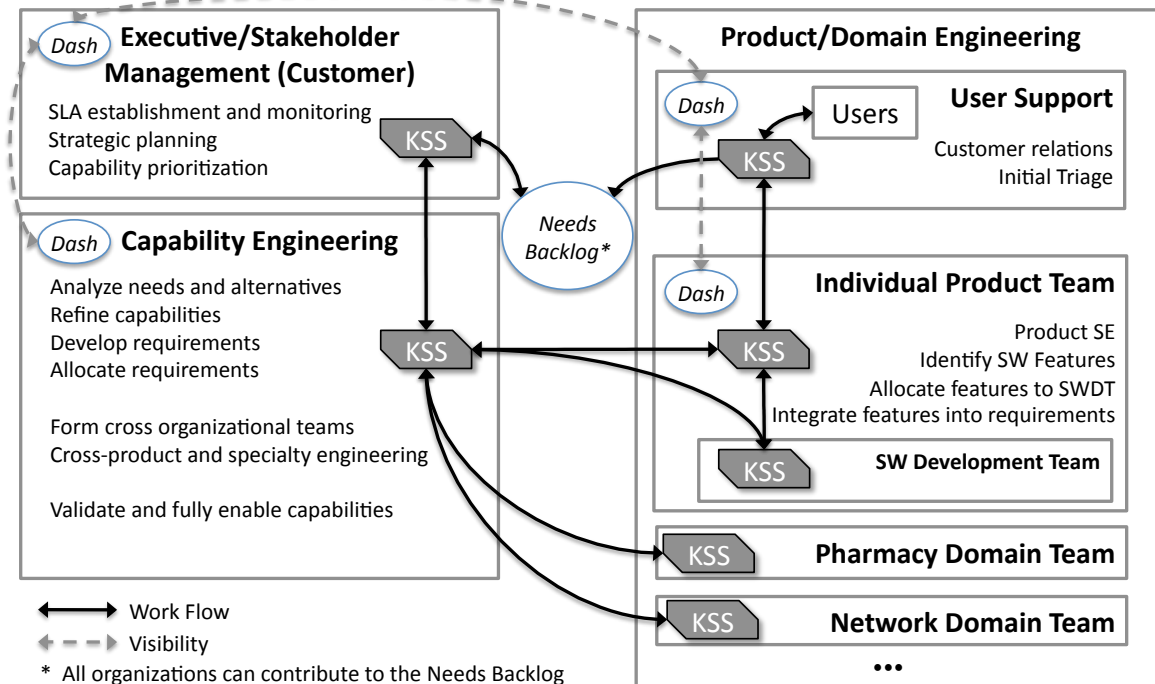 Dash
Executive/Stakeholder
Management (Customer)
SLA establishment and monitoring
Strategic planning
Capability prioritization
KSS
Dash
Capability Engineering
Analyze needs and alternatives
Refine capabilities
Develop requirements
Allocate requirements
KSS
Form cross organizational teams
Cross-product and specialty engineering
Validate and fully enable capabilities
Needs
Backlog*
Product/Domain Engineering
Dash
User Support
Users
KSS
Customer relations
Initial Triage
Dash
Individual Product Team
KSS
Product SE
Identify SW Features
Allocate features to SWDT
Integrate features into requirements
KSS
SW Development Team
KSS
Pharmacy Domain Team
KSS
Network Domain Team
...
Work Flow
Visibility
* All organizations can contribute to the Needs Backlog